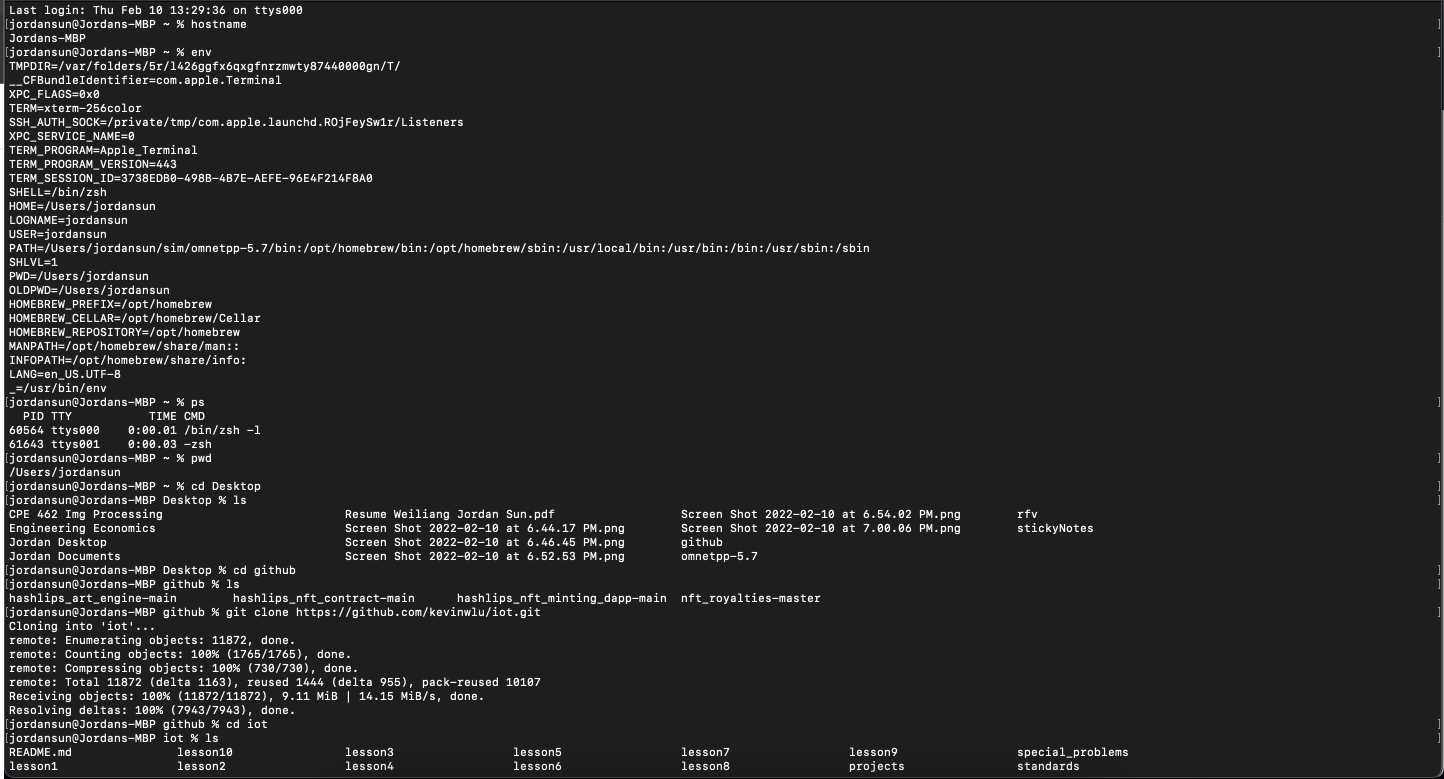 Last login: Thu Feb 10 13:29:36 on ttys000
[jordansun@Jordans-MBP ~ % hostname ]
Jordans-MBP
[jordansun@Jordans-MBP ~ % env ]
TMPDIR=/var/folders/5r/l426ggfx6qxgfnrzmwty87440000gn/T/
__CFBundleIdentifier=com.apple.Terminal
XPC_FLAGS=0x0
TERM=xterm-256color
SSH_AUTH_SOCK=/private/tmp/com.apple.launchd.ROjFeySw1r/Listeners
XPC_SERVICE_NAME=0
TERM_PROGRAM=Apple_Terminal
TERM_PROGRAM_VERSION=443
TERM_SESSION_ID=3738EDB0-498B-4B7E-AEFE-96E4F214F8A0
SHELL=/bin/zsh
HOME=/Users/jordansun
LOGNAME=jordansun
USER=jordansun
PATH=/Users/jordansun/sim/omnetpp-5.7/bin:/opt/homebrew/bin:/opt/homebrew/sbin:/usr/local/bin:/usr/bin:/bin:/usr/sbin:/sbin
SHLVL=1
PWD=/Users/jordansun
OLDPWD=/Users/jordansun
HOMEBREW_PREFIX=/opt/homebrew
HOMEBREW_CELLAR=/opt/homebrew/Cellar
HOMEBREW_REPOSITORY=/opt/homebrew
MANPATH=/opt/homebrew/share/man::
INFOPATH=/opt/homebrew/share/info:
LANG=en_US.UTF-8
_=/usr/bin/env
[jordansun@Jordans-MBP ~ % ps ]
PID TTY TIME CMD
60564 ttys000 0:00.01 /bin/zsh -l
61643 ttys001 0:00.03 -zsh
[jordansun@Jordans-MBP ~ % pwd ]
/Users/jordansun
[jordansun@Jordans-MBP ~ % cd Desktop ]
[jordansun@Jordans-MBP Desktop % ls ]
CPE 462 Img Processing Resume Weiliang Jordan Sun.pdf Screen Shot 2022-02-10 at 6.54.02 PM.png rfv
Engineering Economics Screen Shot 2022-02-10 at 6.44.17 PM.png Screen Shot 2022-02-10 at 7.00.06 PM.png stickyNotes
Jordan Desktop Screen Shot 2022-02-10 at 6.46.45 PM.png github
Jordan Documents Screen Shot 2022-02-10 at 6.52.53 PM.png omnetpp-5.7
[jordansun@Jordans-MBP Desktop % cd github ]
[jordansun@Jordans-MBP github % ls ]
hashlips_art_engine-main hashlips_nft_contract-main hashlips_nft_minting_dapp-main nft_royalties-master
[jordansun@Jordans-MBP github % git clone https://github.com/kevinwlu/iot.git ]
Cloning into 'iot'...
remote: Enumerating objects: 11872, done.
remote: Counting objects: 100% (1765/1765), done.
remote: Compressing objects: 100% (730/730), done.
remote: Total 11872 (delta 1163), reused 1444 (delta 955), pack-reused 10107
Receiving objects: 100% (11872/11872), 9.11 MiB | 14.15 MiB/s, done.
Resolving deltas: 100% (7943/7943), done.
[jordansun@Jordans-MBP github % cd iot ]
[jordansun@Jordans-MBP iot % ls ]
README.md lesson10 lesson3 lesson5 lesson7 lesson9 special_problems
lesson1 lesson2 lesson4 lesson6 lesson8 projects standards